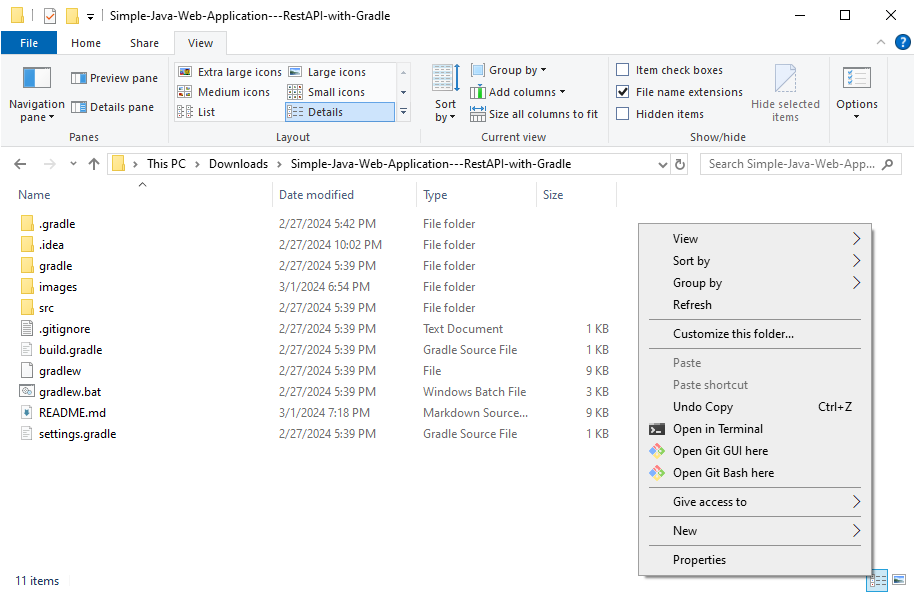 Simple-Java-Web-Application---RestAPI-with-Gradle
File Home Share View
Navigation pane
Preview pane
Details pane
Panes
Extra large icons Large icons
Medium icons Small icons
List Details
Layout
Sort by
Group by
Add columns
Size all columns to fit
Current view
Item check boxes
File name extensions
Hidden items
Hide selected items
Show/hide
Options
This PC Downloads Simple-Java-Web-Application---RestAPI-with-Gradle
Search Simple-Java-Web-App...
Name Date modified Type Size
.gradle 2/27/2024 5:42 PM File folder
.idea 2/27/2024 10:02 PM File folder
gradle 2/27/2024 5:39 PM File folder
images 3/1/2024 6:54 PM File folder
src 2/27/2024 5:39 PM File folder
.gitignore 2/27/2024 5:39 PM Text Document 1 KB
build.gradle 2/27/2024 5:39 PM Gradle Source File 1 KB
gradlew 2/27/2024 5:39 PM File 9 KB
gradlew.bat 2/27/2024 5:39 PM Windows Batch File 3 KB
README.md 3/1/2024 7:18 PM Markdown Source... 9 KB
settings.gradle 2/27/2024 5:39 PM Gradle Source File 1 KB
View
Sort by
Group by
Refresh
Customize this folder...
Paste
Paste shortcut
Undo Copy Ctrl+Z
Open in Terminal
Open Git GUI here
Open Git Bash here
Give access to
New
Properties
11 items